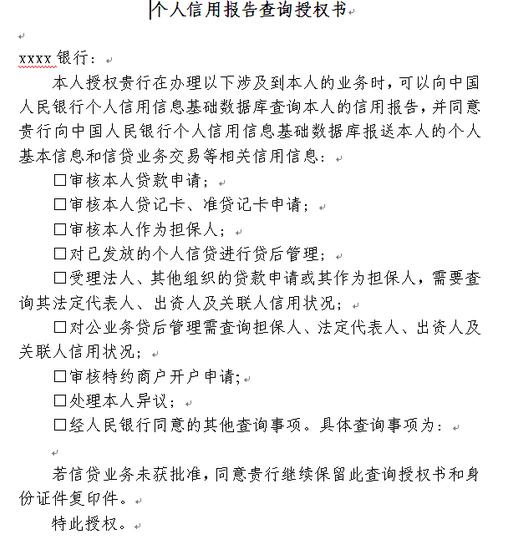 个人信用报告查询授权书
xxxx 银行：
本人授权贵行在办理以下涉及到本人的业务时，可以向中国
人民银行个人信用信息基础数据库查询本人的信用报告，并同意
贵行向中国人民银行个人信用信息基础数据库报送本人的个人
基本信息和信贷业务交易等相关信用信息：
□审核本人贷款申请；
□审核本人贷记卡、准贷记卡申请；
□审核本人作为担保人；
□对已发放的个人信贷进行贷后管理；
□受理法人、其他组织的贷款申请或其作为担保人，需要查
询其法定代表人、出资人及关联人信用状况；
□对公业务贷后管理需查询担保人、法定代表人、出资人及
关联人信用状况；
□审核特约商户开户申请;
□处理本人异议；
□经人民银行同意的其他查询事项。具体查询事项为：
若信贷业务未获批准，同意贵行继续保留此查询授权书和身
份证件复印件。
特此授权。